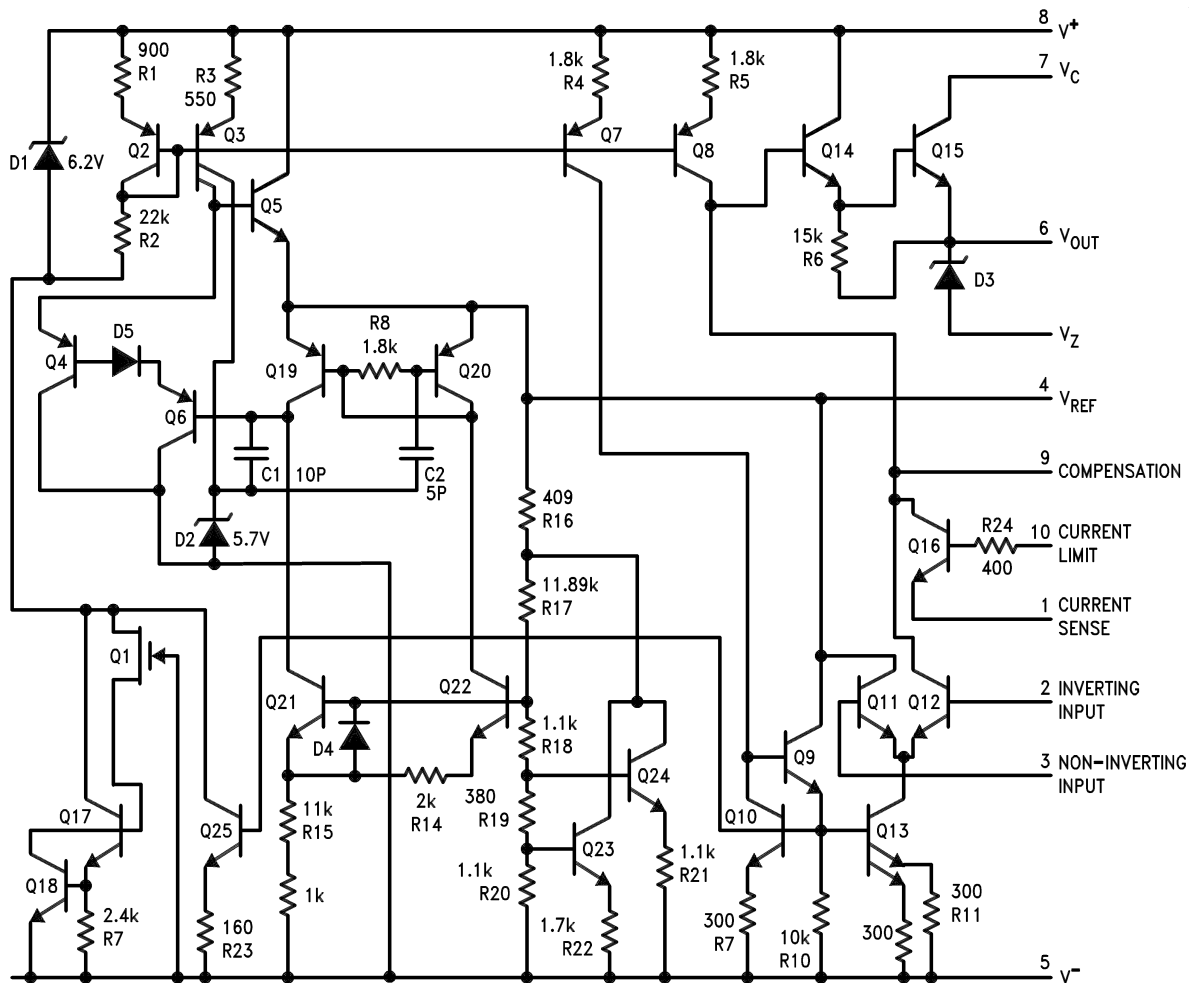 8 V+
900
R1
R3
550
1.8k
R4
1.8k
R5
7 VC
D1 6.2V
Q2
Q3
Q7
Q8
Q14
Q15
22k
R2
Q5
15k
R6
6 VOUT
D3
VZ
R8
1.8k
D5
Q4
Q19
Q20
Q6
4 VREF
C1 10P
C2
5P
9 COMPENSATION
409
R16
D2 5.7V
Q16
R24
400
10 CURRENT
LIMIT
11.89k
R17
1 CURRENT
SENSE
Q1
Q21
Q22
Q11
Q12
2 INVERTING
INPUT
D4
1.1k
R18
Q9
3 NON-INVERTING
INPUT
Q24
2k
R14
380
R19
Q17
Q25
11k
R15
Q10
Q13
Q23
Q18
1.1k
R20
1.1k
R21
1k
2.4k
R7
160
R23
1.7k
R22
300
R7
10k
R10
300
300
R11
5 V-